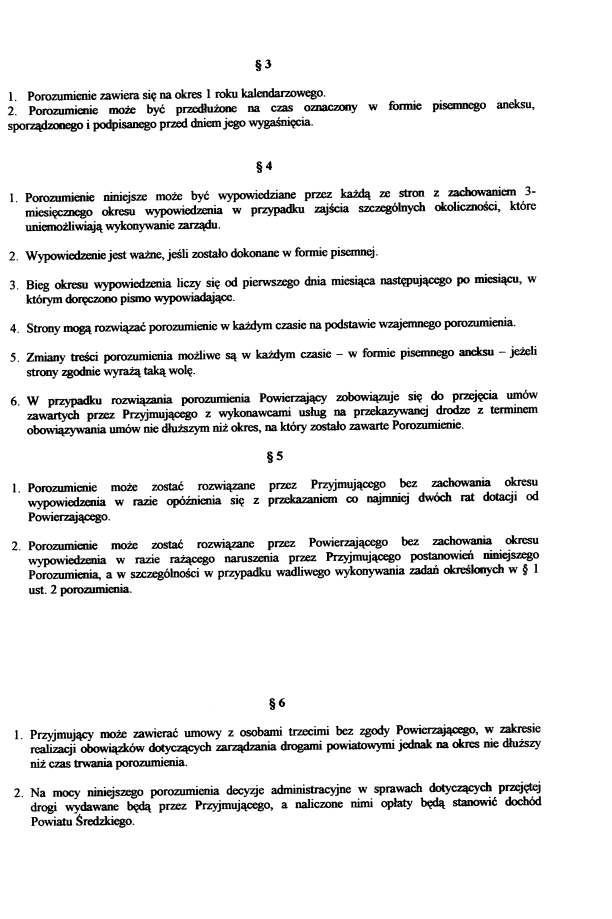 § 3
1. Porozumienie zawiera się na okres 1 roku kalendarzowego.
2. Porozumienie może być przedłużone na czas oznaczony w formie pisemnego aneksu,
sporządzonego i podpisanego przed dniem jego wygaśnięcia.
§ 4
1. Porozumienie niniejsze może być wypowiedziane przez każdą ze stron z zachowaniem 3-
miesięcznego okresu wypowiedzenia w przypadku zajścia szczególnych okoliczności, które
uniemożliwiają wykonywanie zarządu.
2. Wypowiedzenie jest ważne, jeśli zostało dokonane w formie pisemnej.
3. Bieg okresu wypowiedzenia liczy się od pierwszego dnia miesiąca następującego po miesiącu, w
którym doręczono pismo wypowiadające.
4. Strony mogą rozwiązać porozumienie w każdym czasie na podstawie wzajemnego porozumienia.
5. Zmiany treści porozumienia możliwe są w każdym czasie – w formie pisemnego aneksu – jeżeli
strony zgodnie wyrażą taką wolę.
6. W przypadku rozwiązania porozumienia Powierzający zobowiązuje się do przejęcia umów
zawartych przez Przyjmującego z wykonawcami usług na przekazywanej drodze z terminem
obowiązywania umów nie dłuższym niż okres, na który zostało zawarte Porozumienie.
§ 5
1. Porozumienie może zostać rozwiązane przez Przyjmującego bez zachowania okresu
wypowiedzenia w razie opóźnienia się z przekazaniem co najmniej dwóch rat dotacji od
Powierzającego.
2. Porozumienie może zostać rozwiązane przez Powierzającego bez zachowania okresu
wypowiedzenia w razie rażącego naruszenia przez Przyjmującego postanowień niniejszego
Porozumienia, a w szczególności w przypadku wadliwego wykonywania zadań określonych w § 1
ust. 2 porozumienia.
§ 6
1. Przyjmujący może zawierać umowy z osobami trzecimi bez zgody Powierzającego, w zakresie
realizacji obowiązków dotyczących zarządzania drogami powiatowymi jednak na okres nie dłuższy
niż czas trwania porozumienia.
2. Na mocy niniejszego porozumienia decyzje administracyjne w sprawach dotyczących przejętej
drogi wydawane będą przez Przyjmującego, a naliczone nimi opłaty będą stanowić dochód
Powiatu Średzkiego.